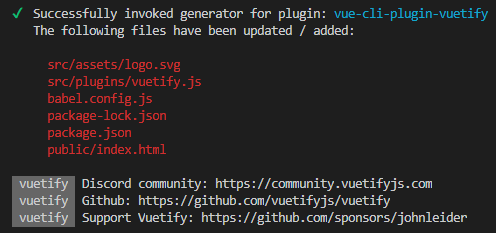 ✔ Successfully invoked generator for plugin: vue-cli-plugin-vuetify
The following files have been updated / added:
src/assets/logo.svg
src/plugins/vuetify.js
babel.config.js
package-lock.json
package.json
public/index.html
vuetify Discord community: https://community.vuetifyjs.com
vuetify Github: https://github.com/vuetifyjs/vuetify
vuetify Support Vuetify: https://github.com/sponsors/johnleider